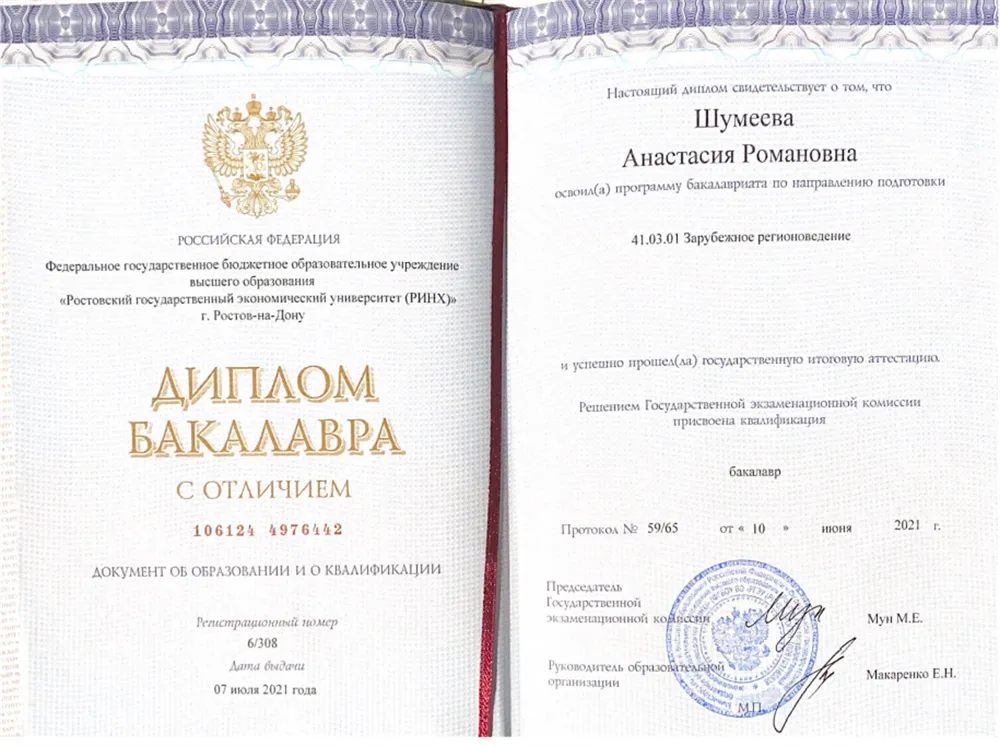 РОССИЙСКАЯ ФЕДЕРАЦИЯ
Федеральное государственное бюджетное образовательное учреждение
высшего образования
«Ростовский государственный экономический университет (РИНХ)»
г. Ростов-на-Дону
ДИПЛОМ
БАКАЛАВРА
С ОТЛИЧИЕМ
106124 4976442
ДОКУМЕНТ ОБ ОБРАЗОВАНИИ И О КВАЛИФИКАЦИИ
Регистрационный номер
6/308
Дата выдачи
07 июля 2021 года
Настоящий диплом свидетельствует о том, что
Шумеева
Анастасия Романовна
освоил(а) программу бакалавриата по направлению подготовки
41.03.01 Зарубежное регионоведение
и успешно прошел(ла) государственную итоговую аттестацию.
Решением Государственной экзаменационной комиссии
присвоена квалификация
бакалавр
Протокол № 59/65 от « 10 » июня 2021 г.
Председатель
Государственной
экзаменационной комиссии Мун М.Е.
Руководитель образовательной
организации Макаренко Е.Н.
М.П.